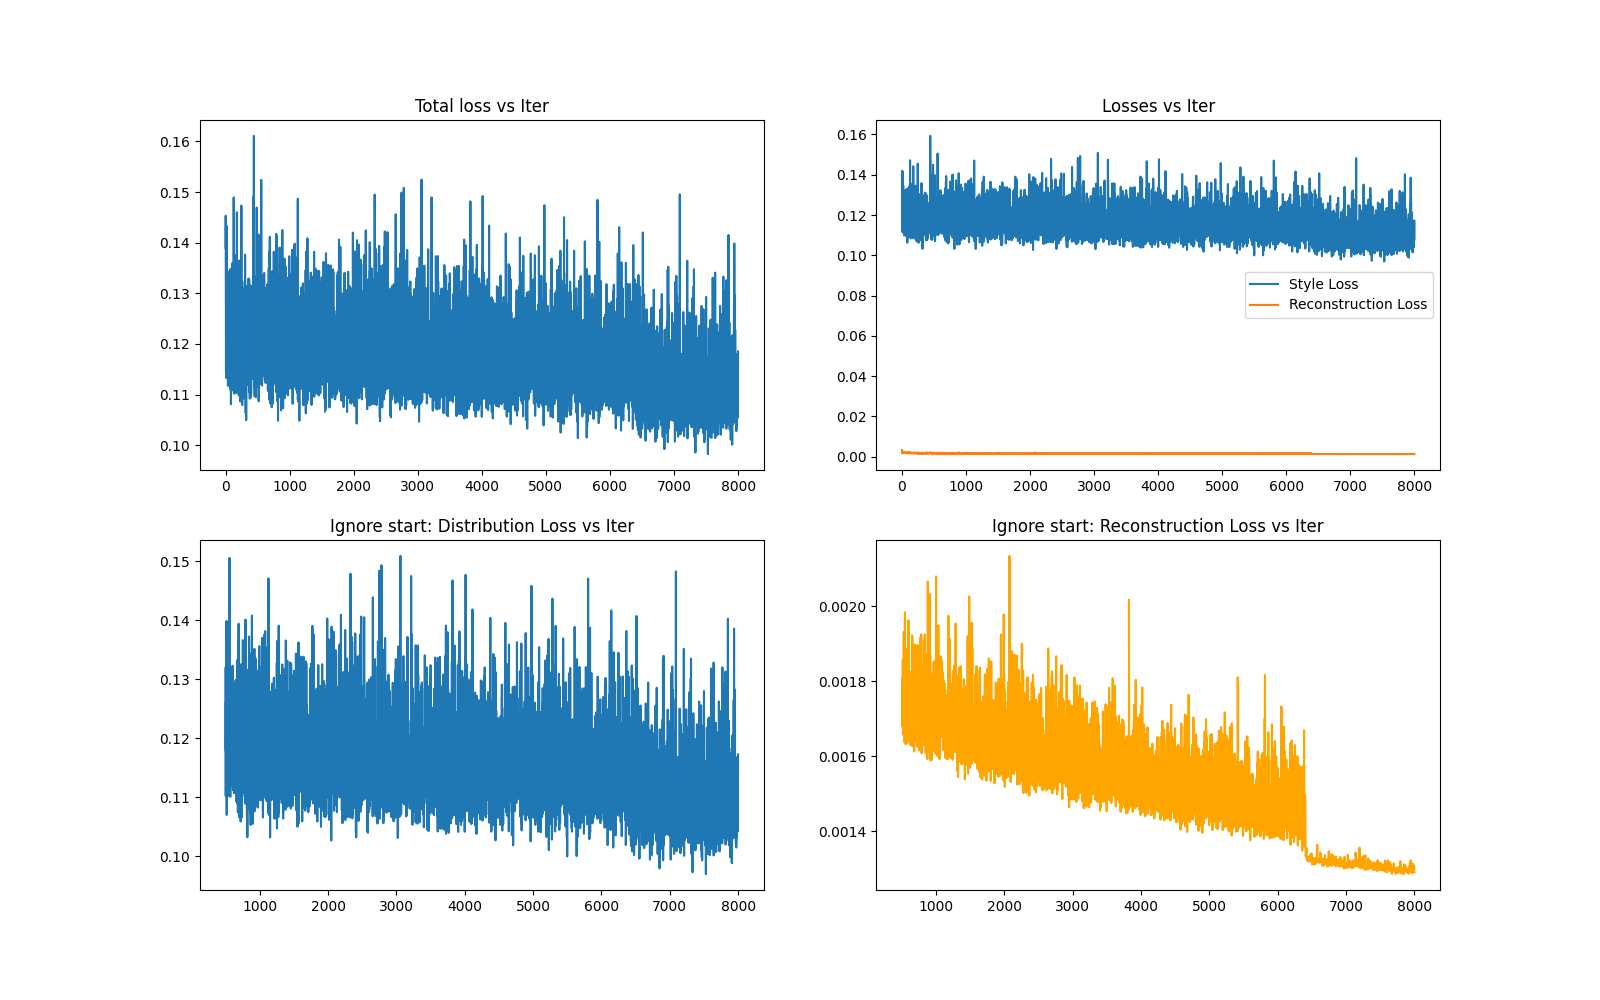 Total loss vs Iter
0.16
0.15
0.14
0.13
0.12
0.11
0.10
0 1000 2000 3000 4000 5000 6000 7000 8000
Losses vs Iter
0.16
0.14
0.12
0.10
0.08
0.06
0.04
0.02
0.00
Style Loss
Reconstruction Loss
0 1000 2000 3000 4000 5000 6000 7000 8000
Ignore start: Distribution Loss vs Iter
0.15
0.14
0.13
0.12
0.11
0.10
1000 2000 3000 4000 5000 6000 7000 8000
Ignore start: Reconstruction Loss vs Iter
0.0020
0.0018
0.0016
0.0014
1000 2000 3000 4000 5000 6000 7000 8000